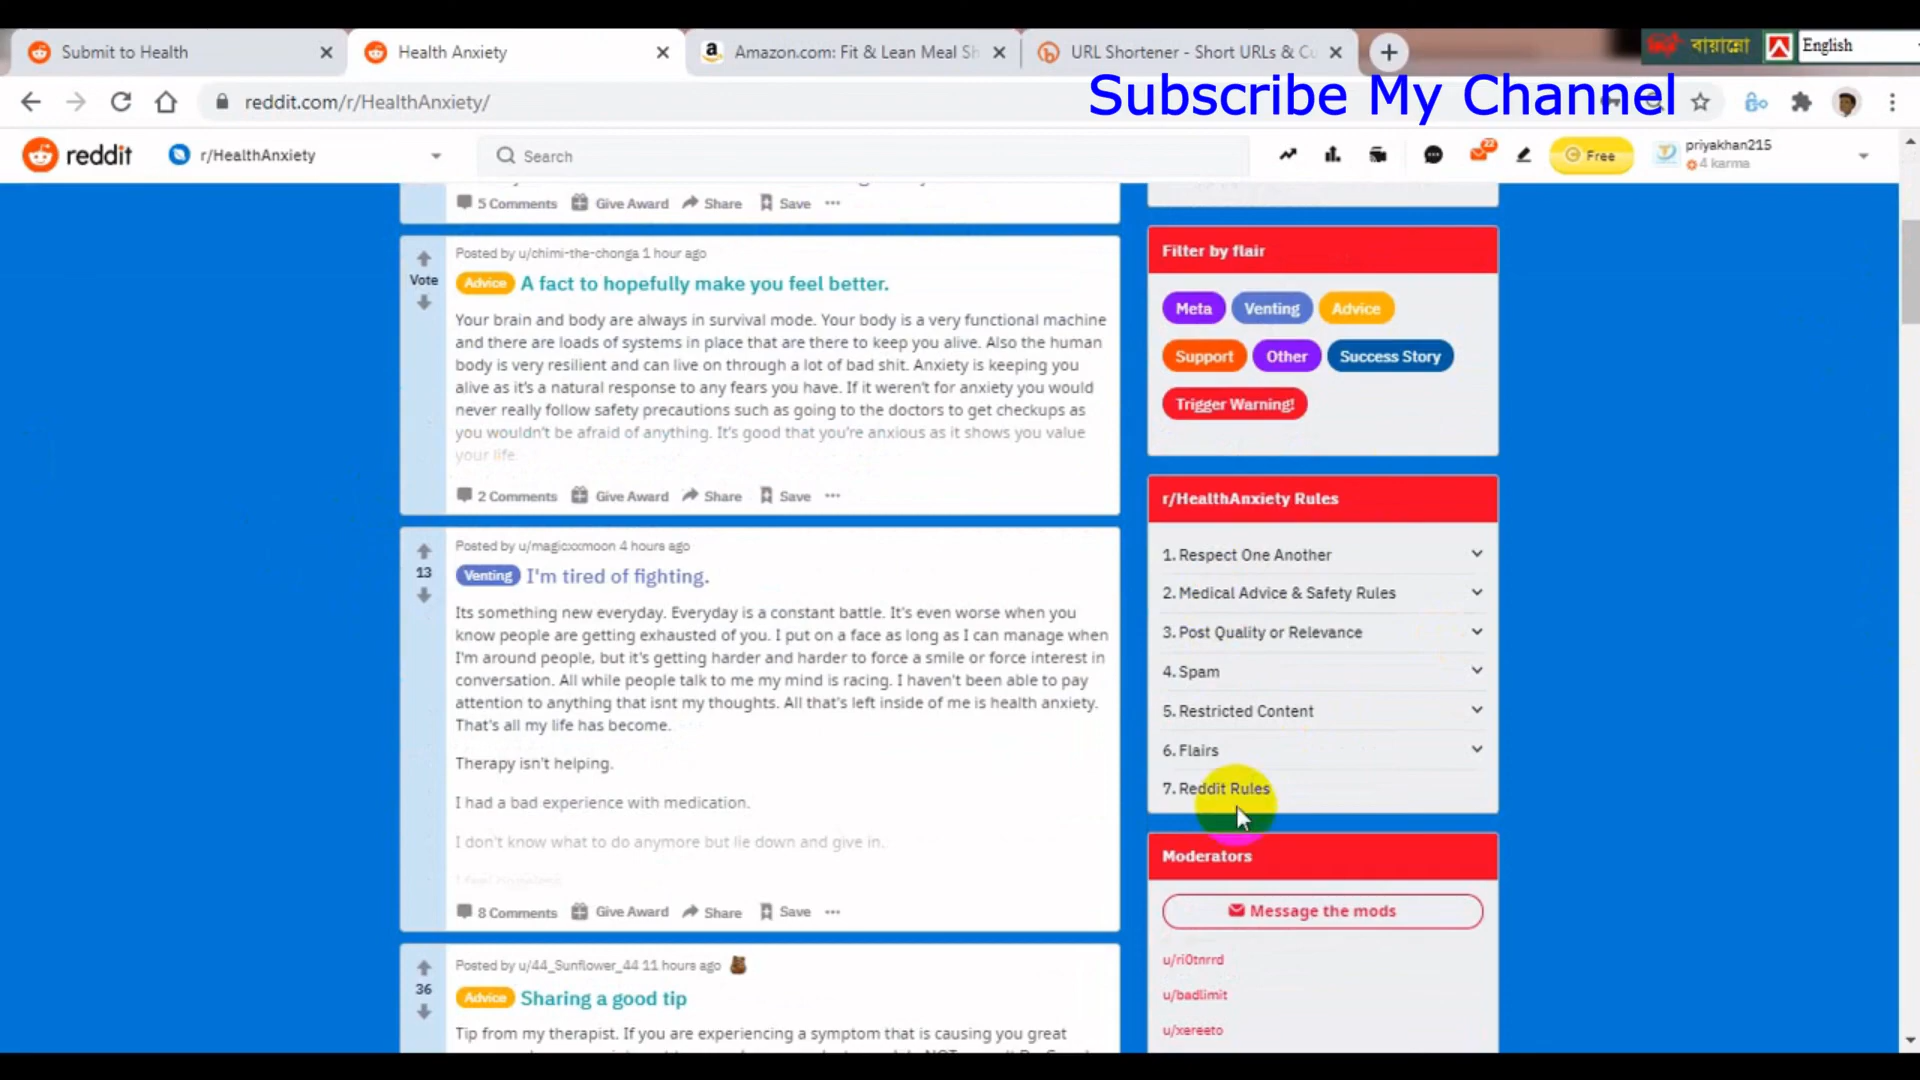 Submit to Health
Health Anxiety
Amazon.com: Fit & Lean Meal Sh
URL Shortener - Short URLs & Cu
বায়ান্নো
English
reddit.com/r/HealthAnxiety/
Subscribe My Channel
reddit
r/HealthAnxiety
Search
22
Free
priyakhan215
4 karma
5 Comments Give Award Share Save
Posted by u/chimi-the-chonga 1 hour ago
Vote
Advice A fact to hopefully make you feel better.
Your brain and body are always in survival mode. Your body is a very functional machine
and there are loads of systems in place that are there to keep you alive. Also the human
body is very resilient and can live on through a lot of bad shit. Anxiety is keeping you
alive as it's a natural response to any fears you have. If it weren't for anxiety you would
never really follow safety precautions such as going to the doctors to get checkups as
you wouldn't be afraid of anything. It's good that you're anxious as it shows you value
your life.
2 Comments Give Award Share Save
Posted by u/magicxxmoon 4 hours ago
13
Venting I'm tired of fighting.
Its something new everyday. Everyday is a constant battle. It's even worse when you
know people are getting exhausted of you. I put on a face as long as I can manage when
I'm around people, but it's getting harder and harder to force a smile or force interest in
conversation. All while people talk to me my mind is racing. I haven't been able to pay
attention to anything that isnt my thoughts. All that's left inside of me is health anxiety.
That's all my life has become.
Therapy isn't helping.
I had a bad experience with medication.
I don't know what to do anymore but lie down and give in.
I feel hopeless
8 Comments Give Award Share Save
Posted by u/44_Sunflower_44 11 hours ago
36
Advice Sharing a good tip
Tip from my therapist. If you are experiencing a symptom that is causing you great
Filter by flair
Meta Venting Advice
Support Other Success Story
Trigger Warning!
r/HealthAnxiety Rules
1. Respect One Another
2. Medical Advice & Safety Rules
3. Post Quality or Relevance
4. Spam
5. Restricted Content
6. Flairs
7. Reddit Rules
Moderators
Message the mods
u/ri0tnrrd
u/badlimit
u/xereeto